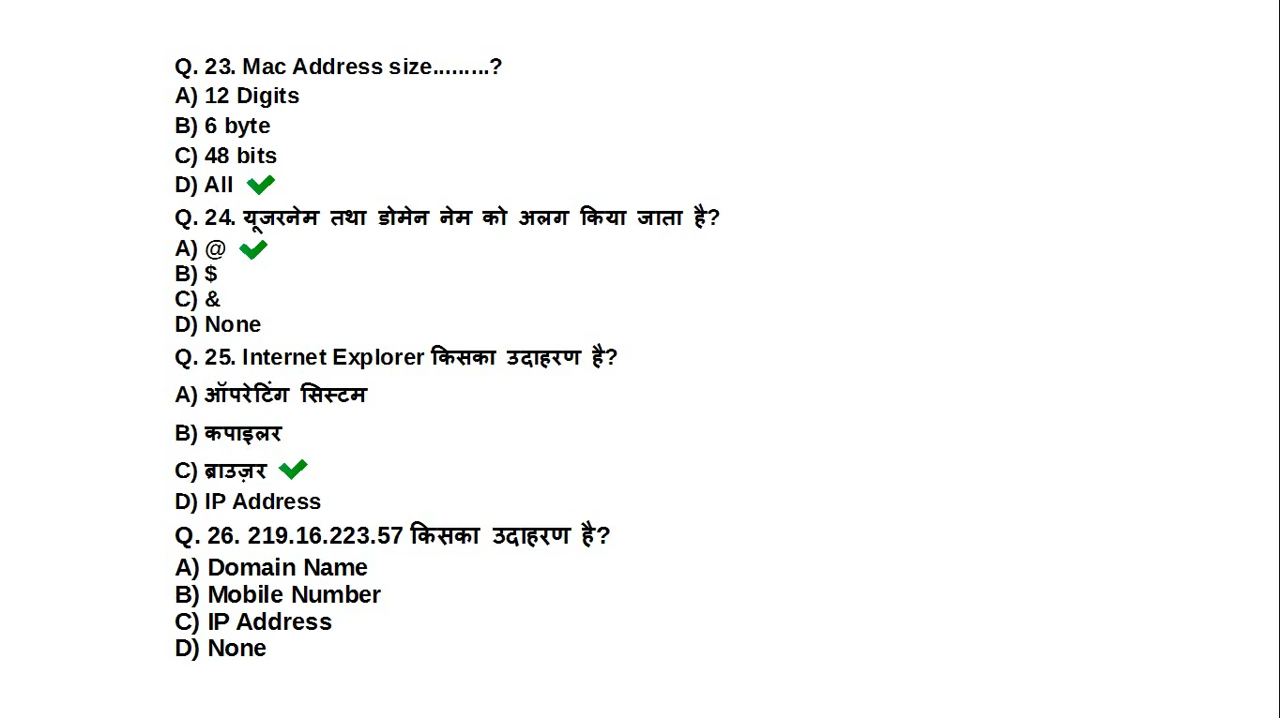 Q. 23. Mac Address size.........?
A) 12 Digits
B) 6 byte
C) 48 bits
D) All
Q. 24. यूजरनेम तथा डोमेन नेम को अलग किया जाता है?
A) @
B) $
C) &
D) None
Q. 25. Internet Explorer किसका उदाहरण है?
A) ऑपरेटिंग सिस्टम
B) कपाइलर
C) ब्राउज़र
D) IP Address
Q. 26. 219.16.223.57 किसका उदाहरण है?
A) Domain Name
B) Mobile Number
C) IP Address
D) None